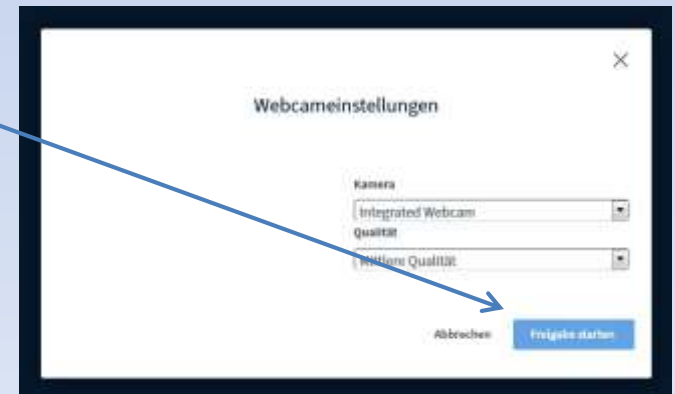 Webcameinstellungen
Kamera
Integrated Webcam
Qualität
Mittlere Qualität
Abbrechen
Freigabe starten